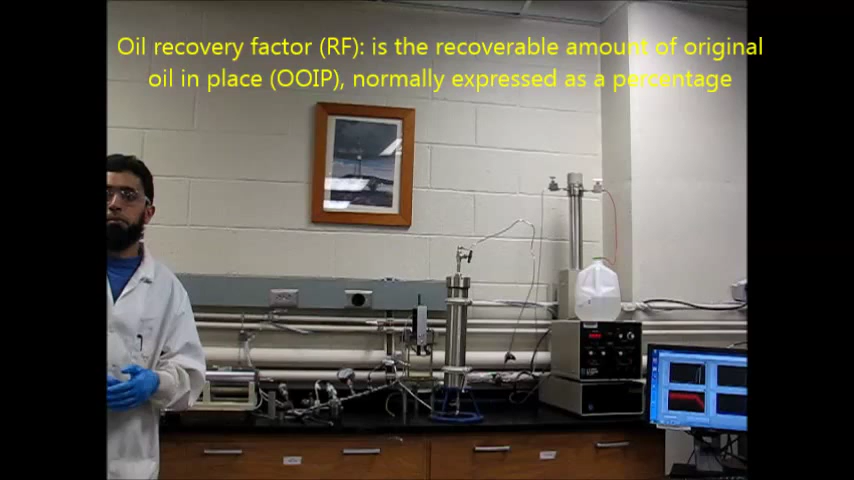 Oil recovery factor (RF): is the recoverable amount of original
oil in place (OOIP), normally expressed as a percentage